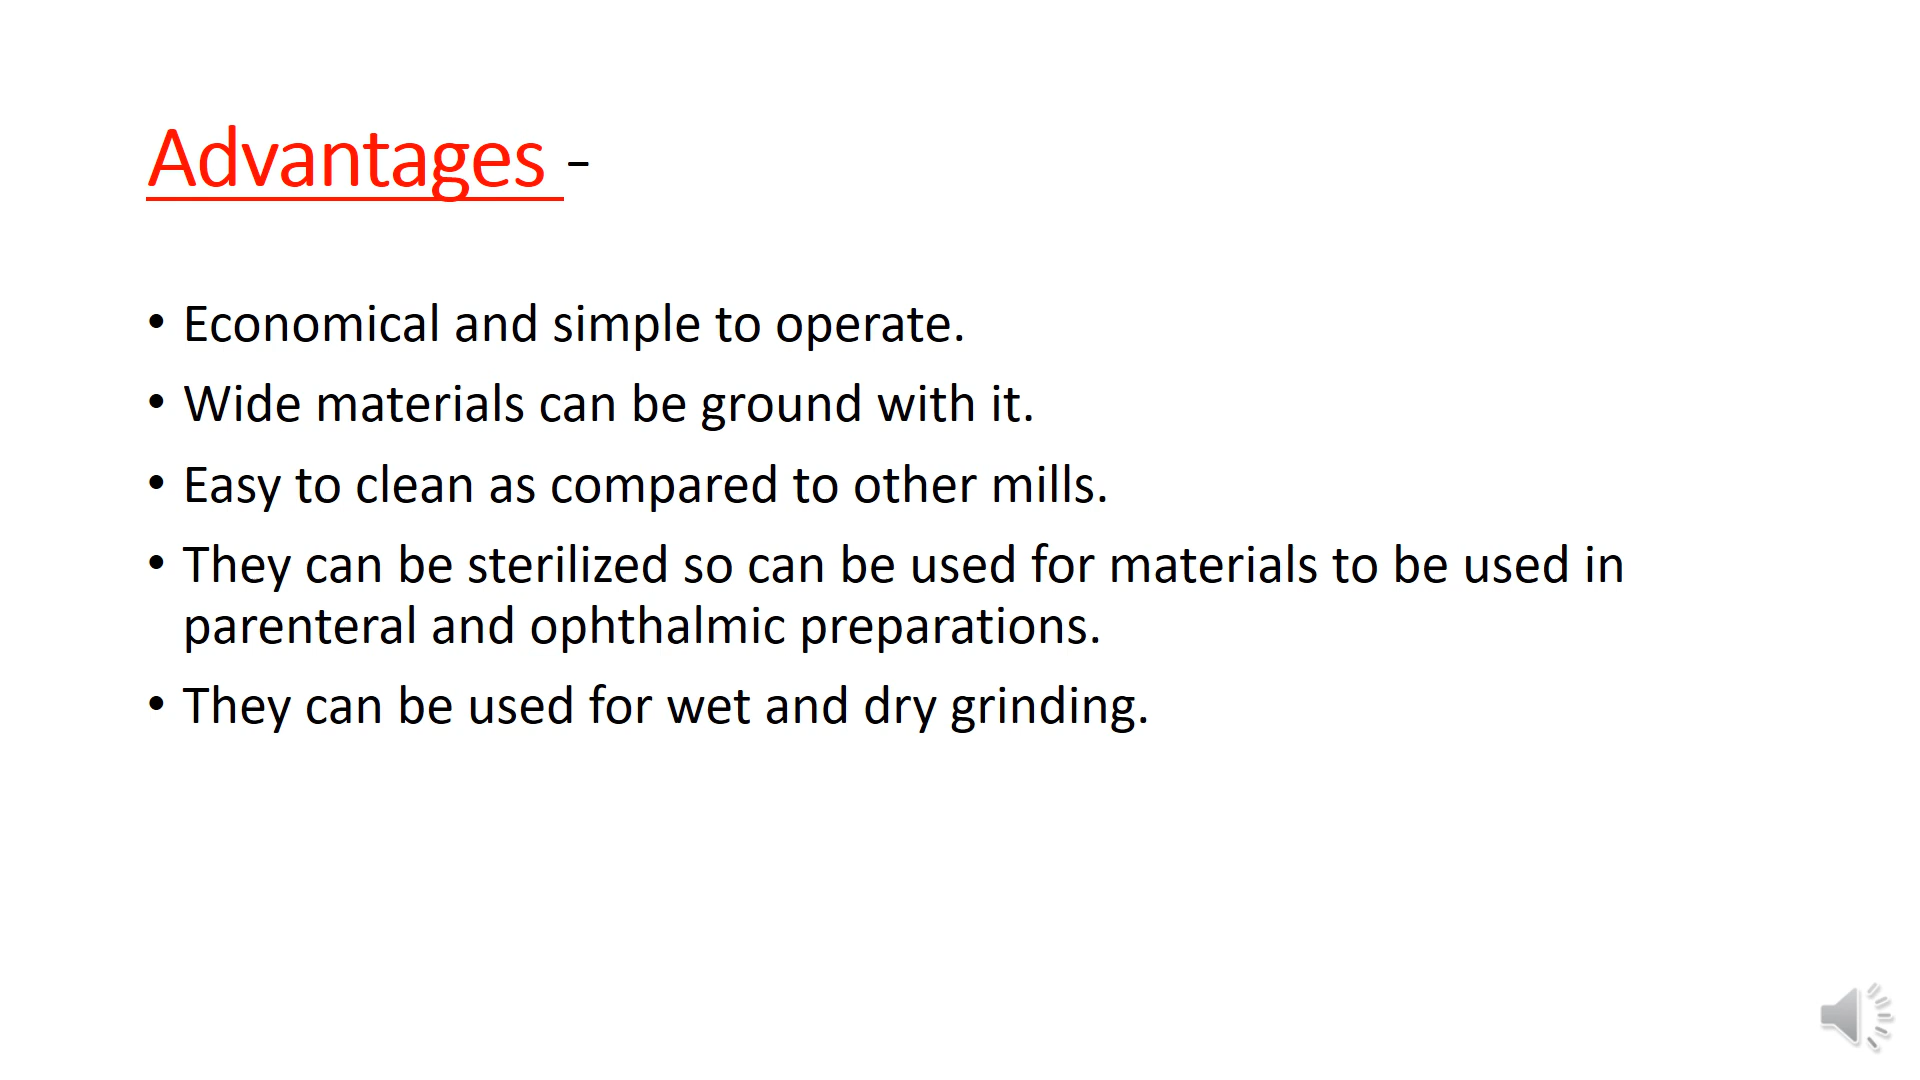 Advantages -
• Economical and simple to operate.
• Wide materials can be ground with it.
• Easy to clean as compared to other mills.
• They can be sterilized so can be used for materials to be used in
parenteral and ophthalmic preparations.
• They can be used for wet and dry grinding.